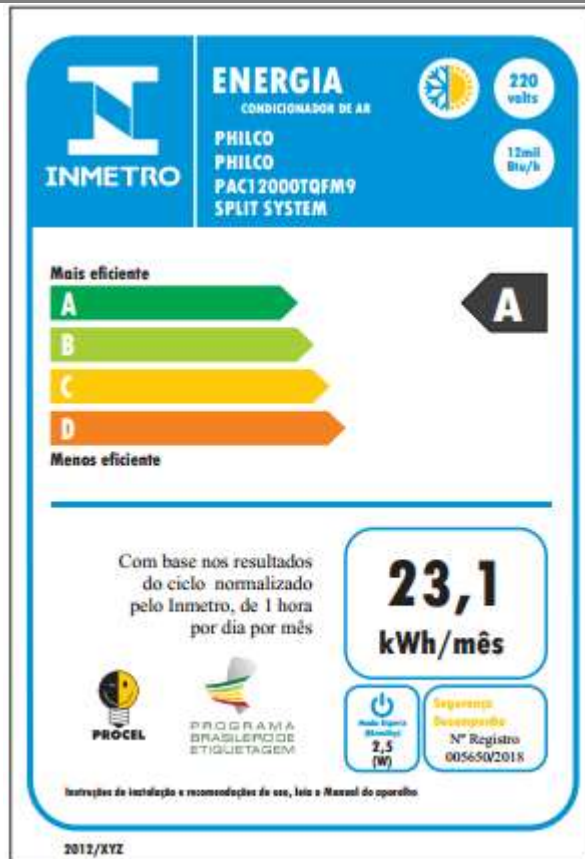 INMETRO
ENERGIA
CONDICIONADOR DE AR
220
volts
PHILCO
PHILCO
PAC12000TQFM9
SPLIT SYSTEM
12mil
Btu/h
Mais eficiente
A
A
B
C
D
Menos eficiente
Com base nos resultados
do ciclo normalizado
pelo Inmetro, de 1 hora
por dia por mês
23,1
kWh/mês
PROCEL
PROGRAMA
BRASILEIRO DE
ETIQUETAGEM
Modo Espera
(Standby)
2,5
(W)
Segurança
Desempenho
Nº Registro
005650/2018
Instruções de instalação e recomendações de uso, leia o Manual do aparelho
2012/XYZ